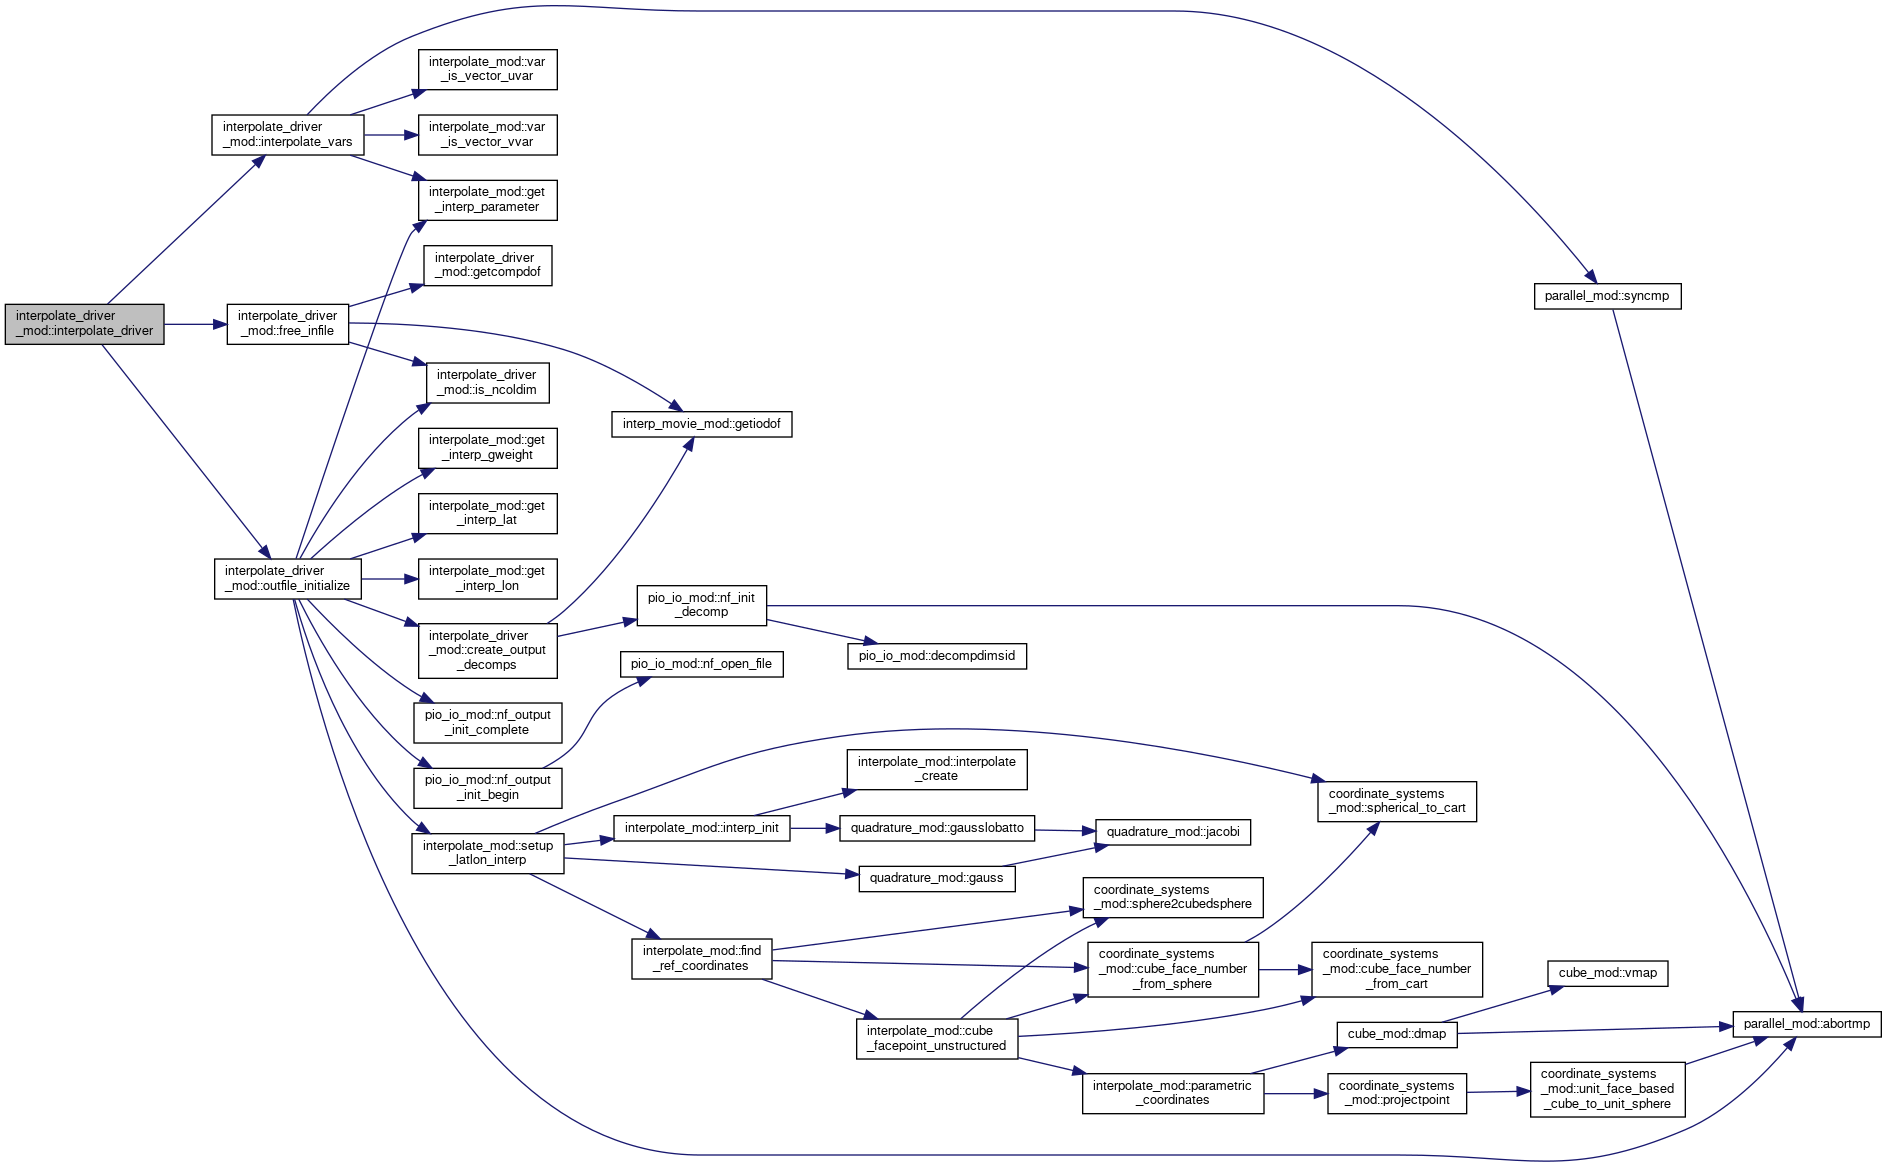 interpolate_driver
_mod::interpolate_driver
interpolate_driver
_mod::interpolate_vars
interpolate_driver
_mod::free_infile
interpolate_driver
_mod::outfile_initialize
interpolate_mod::var
_is_vector_uvar
interpolate_mod::var
_is_vector_vvar
interpolate_mod::get
_interp_parameter
interpolate_driver
_mod::getcompdof
interpolate_driver
_mod::is_ncoldim
interpolate_mod::get
_interp_gweight
interpolate_mod::get
_interp_lat
interpolate_mod::get
_interp_lon
interpolate_driver
_mod::create_output
_decomps
pio_io_mod::nf_output
_init_complete
pio_io_mod::nf_output
_init_begin
interpolate_mod::setup
_latlon_interp
interp_movie_mod::getiodof
pio_io_mod::nf_init
_decomp
pio_io_mod::nf_open_file
interpolate_mod::interp_init
interpolate_mod::find
_ref_coordinates
pio_io_mod::decompdimsid
interpolate_mod::interpolate
_create
quadrature_mod::gausslobatto
quadrature_mod::gauss
interpolate_mod::cube
_facepoint_unstructured
quadrature_mod::jacobi
coordinate_systems
_mod::sphere2cubedsphere
coordinate_systems
_mod::cube_face_number
_from_sphere
interpolate_mod::parametric
_coordinates
coordinate_systems
_mod::spherical_to_cart
coordinate_systems
_mod::cube_face_number
_from_cart
cube_mod::dmap
coordinate_systems
_mod::projectpoint
parallel_mod::syncmp
cube_mod::vmap
coordinate_systems
_mod::unit_face_based
_cube_to_unit_sphere
parallel_mod::abortmp